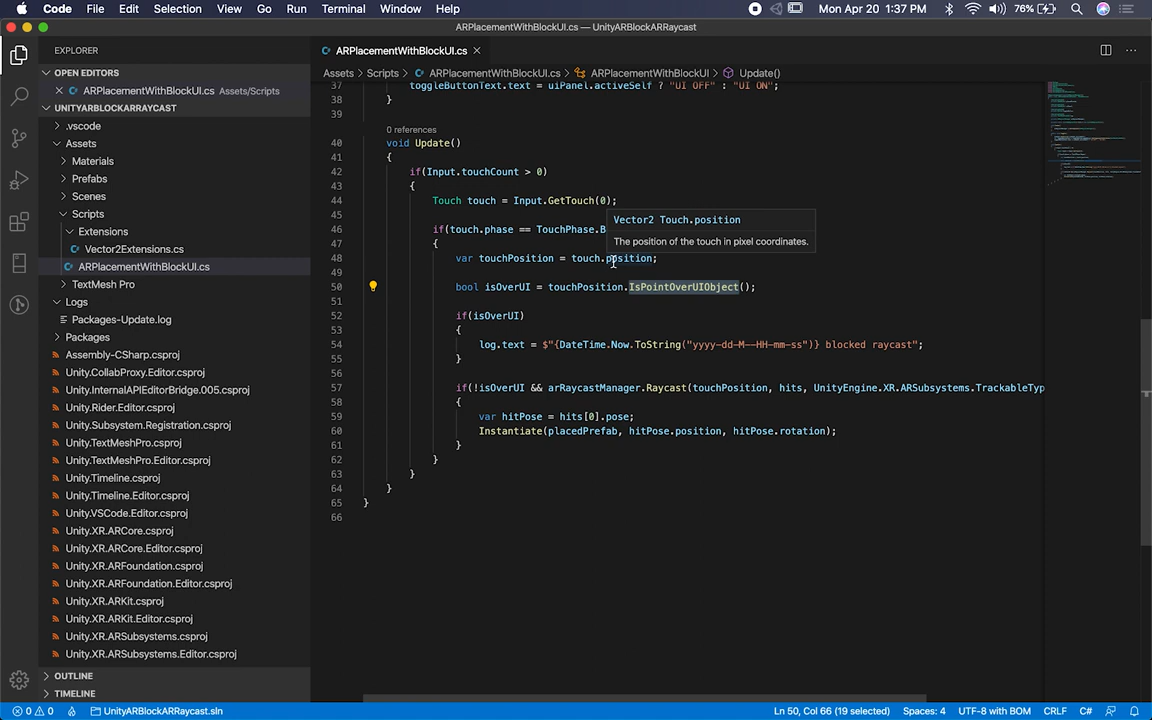 Code File Edit Selection View Go Run Terminal Window Help Mon Apr 20 1:37 PM 76%
ARPlacementWithBlockUI.cs — UnityARBlockARRaycast
EXPLORER
OPEN EDITORS
ARPlacementWithBlockUI.cs Assets/Scripts
UNITYARBLOCKARRAYCAST
.vscode
Assets
Materials
Prefabs
Scenes
Scripts
Extensions
Vector2Extensions.cs
ARPlacementWithBlockUI.cs
TextMesh Pro
Logs
Packages-Update.log
Packages
Assembly-CSharp.csproj
Unity.CollabProxy.Editor.csproj
Unity.InternalAPIEditorBridge.005.csproj
Unity.Rider.Editor.csproj
Unity.Subsystem.Registration.csproj
Unity.TextMeshPro.csproj
Unity.TextMeshPro.Editor.csproj
Unity.Timeline.csproj
Unity.Timeline.Editor.csproj
Unity.VSCode.Editor.csproj
Unity.XR.ARCore.csproj
Unity.XR.ARCore.Editor.csproj
Unity.XR.ARFoundation.csproj
Unity.XR.ARFoundation.Editor.csproj
Unity.XR.ARKit.csproj
Unity.XR.ARKit.Editor.csproj
Unity.XR.ARSubsystems.csproj
Unity.XR.ARSubsystems.Editor.csproj
OUTLINE
TIMELINE
ARPlacementWithBlockUI.cs
Assets > Scripts > ARPlacementWithBlockUI.cs > ARPlacementWithBlockUI > Update()
37 toggleButtonText.text = uiPanel.activeSelf ? "UI OFF" : "UI ON";
38 }
39
0 references
40 void Update()
41 {
42 if(Input.touchCount > 0)
43 {
44 Touch touch = Input.GetTouch(0);
45
46 if(touch.phase == TouchPhase.B
Vector2 Touch.position
The position of the touch in pixel coordinates.
47 {
48 var touchPosition = touch.position;
49
50 bool isOverUI = touchPosition.IsPointOverUIObject();
51
52 if(isOverUI)
53 {
54 log.text = $"{DateTime.Now.ToString("yyyy-dd-M--HH-mm-ss")} blocked raycast";
55 }
56
57 if(!isOverUI && arRaycastManager.Raycast(touchPosition, hits, UnityEngine.XR.ARSubsystems.TrackableTyp
58 {
59 var hitPose = hits[0].pose;
60 Instantiate(placedPrefab, hitPose.position, hitPose.rotation);
61 }
62 }
63 }
64 }
65 }
66
0 0 UnityARBlockARRaycast.sln Ln 50, Col 66 (19 selected) Spaces: 4 UTF-8 with BOM CRLF C#